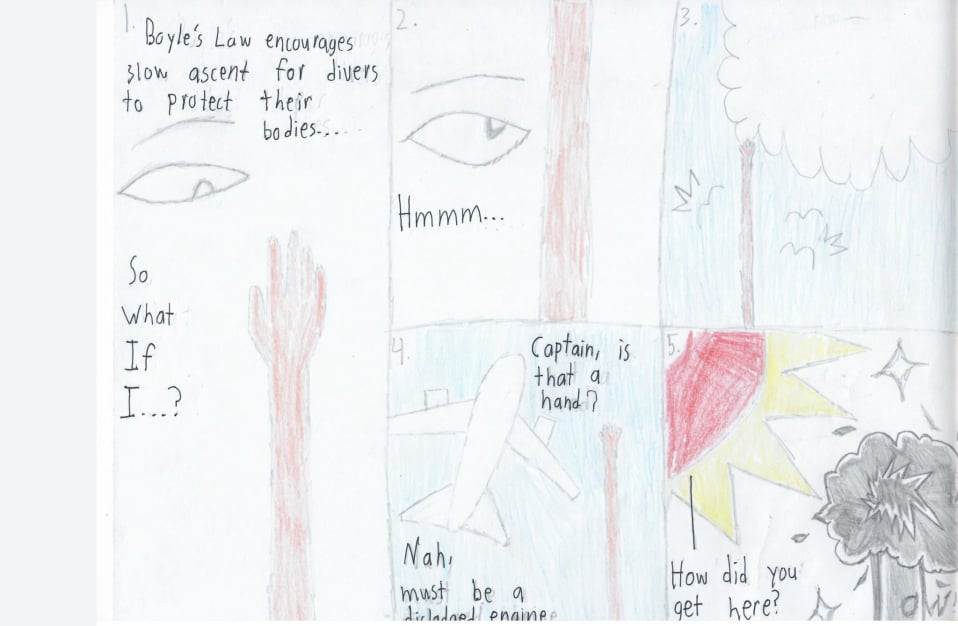 1.
Boyle's Law encourages
slow ascent for divers
to protect their
bodies.....
So
What
If
I...?
2.
Hmmm...
3.
4.
Captain, is
that a
hand?
Nah,
must be a
dislodged engine
5.
How did you
get here?
OW!